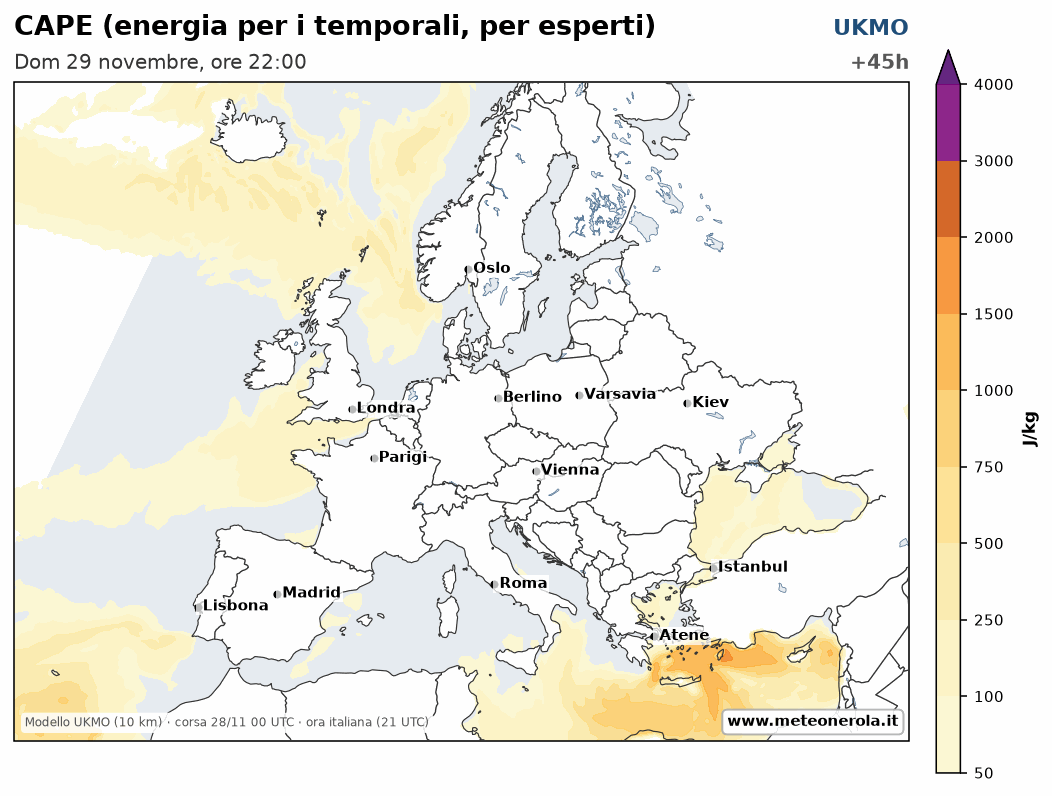 CAPE (energia per i temporali, per esperti)
UKMO
Dom 29 novembre, ore 22:00
+45h
4000
3000
2000
1500
1000
750
500
250
100
50
J/kg
Oslo
Londra
Berlino
Varsavia
Kiev
Parigi
Vienna
Istanbul
Roma
Madrid
Lisbona
Atene
Modello UKMO (10 km) · corsa 28/11 00 UTC · ora italiana (21 UTC)
www.meteonerola.it